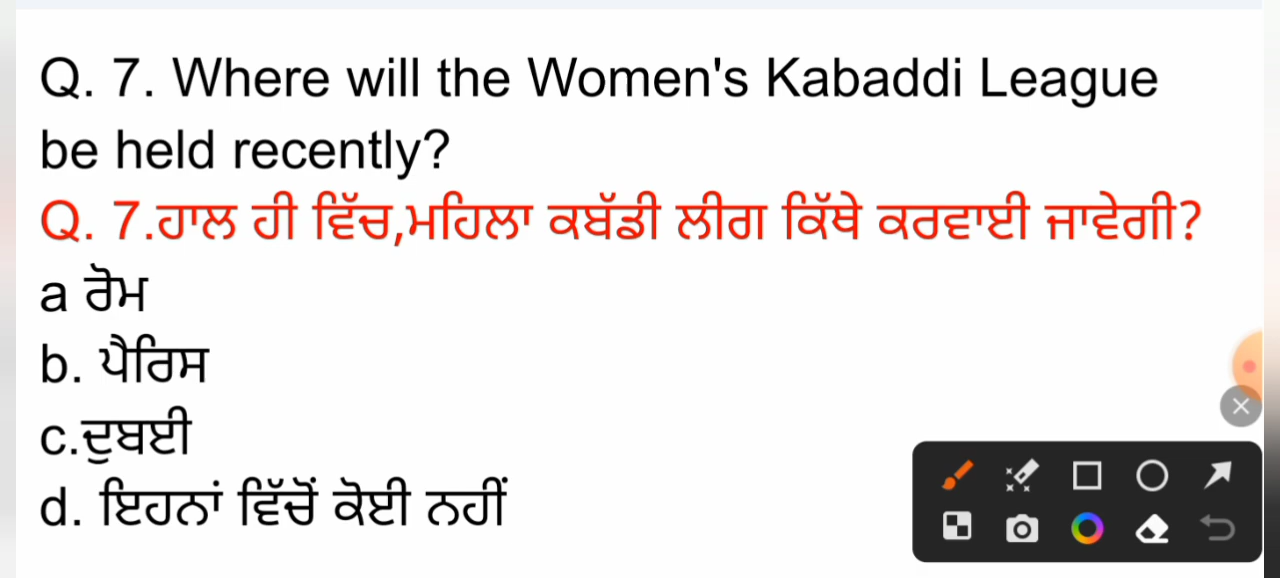 Q. 7. Where will the Women's Kabaddi League
be held recently?
Q. 7.ਹਾਲ ਹੀ ਵਿੱਚ,ਮਹਿਲਾ ਕਬੱਡੀ ਲੀਗ ਕਿੱਥੇ ਕਰਵਾਈ ਜਾਵੇਗੀ?
a ਰੋਮ
b. ਪੈਰਿਸ
c.ਦੁਬਈ
d. ਇਹਨਾਂ ਵਿੱਚੋਂ ਕੋਈ ਨਹੀਂ